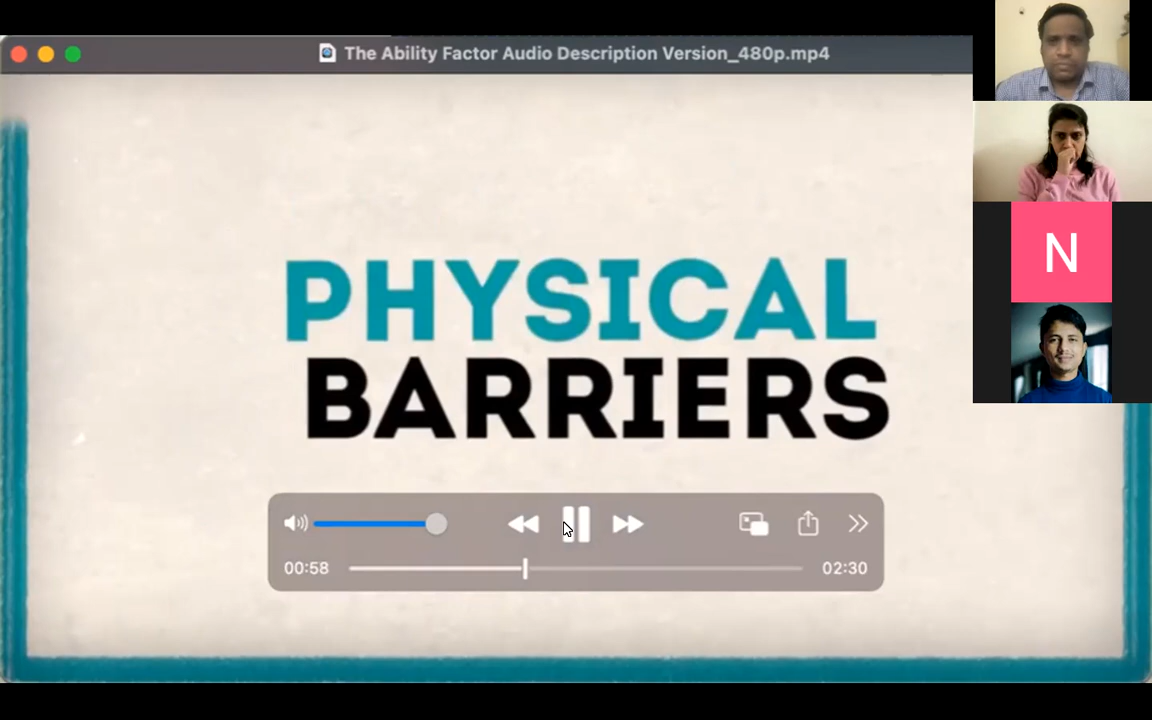 The Ability Factor Audio Description Version_480p.mp4
PHYSICAL
BARRIERS
00:58
02:30
N